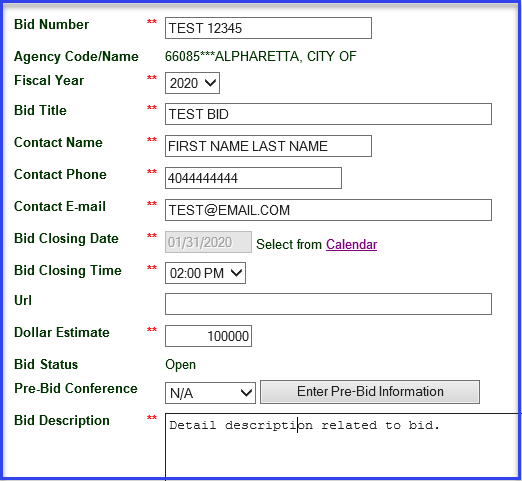 Bid Number ** TEST 12345
Agency Code/Name 66085***ALPHARETTA, CITY OF
Fiscal Year ** 2020
Bid Title ** TEST BID
Contact Name ** FIRST NAME LAST NAME
Contact Phone ** 4044444444
Contact E-mail ** TEST@EMAIL.COM
Bid Closing Date ** 01/31/2020 Select from Calendar
Bid Closing Time ** 02:00 PM
Url
Dollar Estimate ** 100000
Bid Status Open
Pre-Bid Conference N/A Enter Pre-Bid Information
Bid Description ** Detail description related to bid.